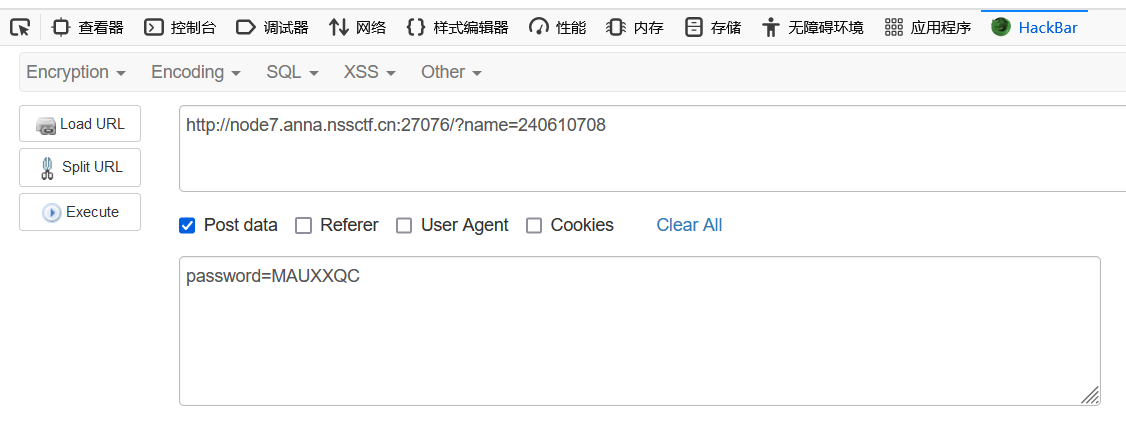 查看器 控制台 调试器 网络 样式编辑器 性能 内存 存储 无障碍环境 应用程序 HackBar
Encryption Encoding SQL XSS Other
Load URL
http://node7.anna.nssctf.cn:27076/?name=240610708
Split URL
Execute
Post data Referer User Agent Cookies Clear All
password=MAUXXQC